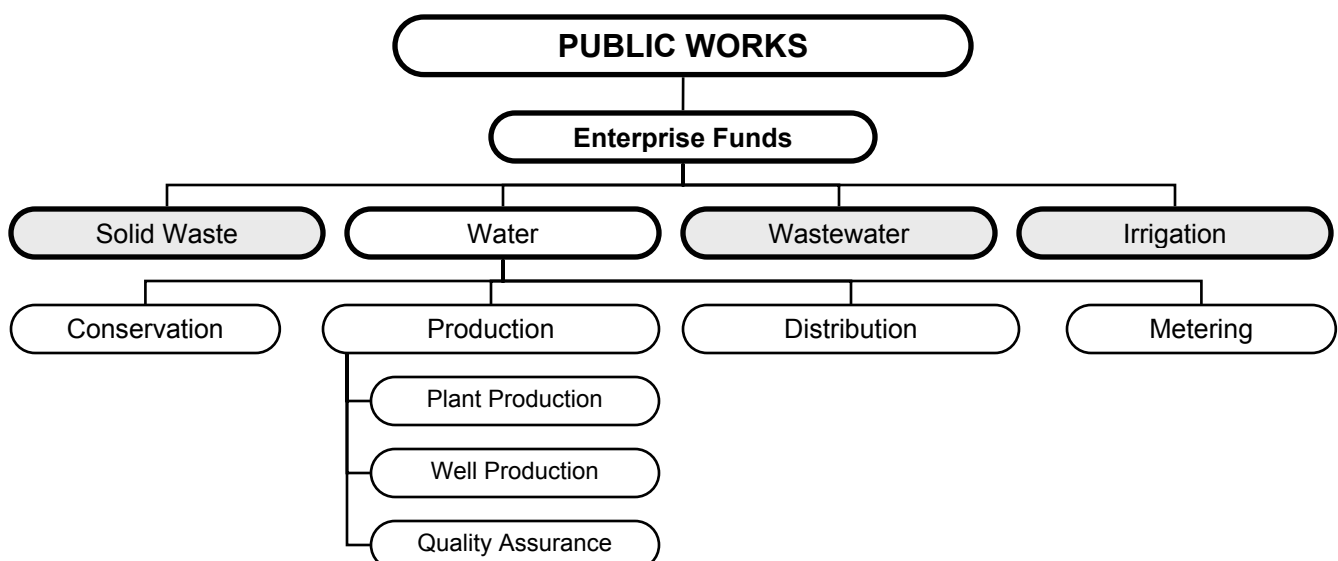 PUBLIC WORKS
Enterprise Funds
Solid Waste
Water
Wastewater
Irrigation
Conservation
Production
Distribution
Metering
Plant Production
Well Production
Quality Assurance